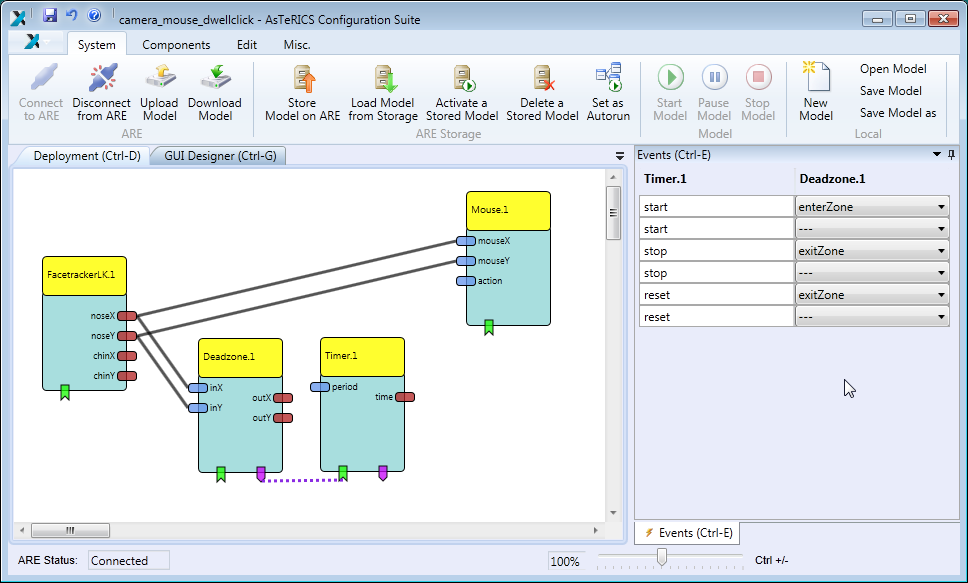 camera_mouse_dwellclick - AsTeRICS Configuration Suite
System Components Edit Misc.
Connect to ARE
Disconnect from ARE
Upload Model
Download Model
ARE
Store Model on ARE
Load Model from Storage
Activate a Stored Model
Delete a Stored Model
Set as Autorun
ARE Storage
Start Model
Pause Model
Stop Model
Model
New Model
Open Model
Save Model
Save Model as
Local
Deployment (Ctrl-D) GUI Designer (Ctrl-G)
Mouse.1
mouseX
mouseY
action
FacetrackerLK.1
noseX
noseY
chinX
chinY
Deadzone.1
inX
inY
outX
outY
Timer.1
period
time
Events (Ctrl-E)
Timer.1 Deadzone.1
start enterZone
start ---
stop exitZone
stop ---
reset exitZone
reset ---
Events (Ctrl-E)
ARE Status: Connected 100% Ctrl +/-